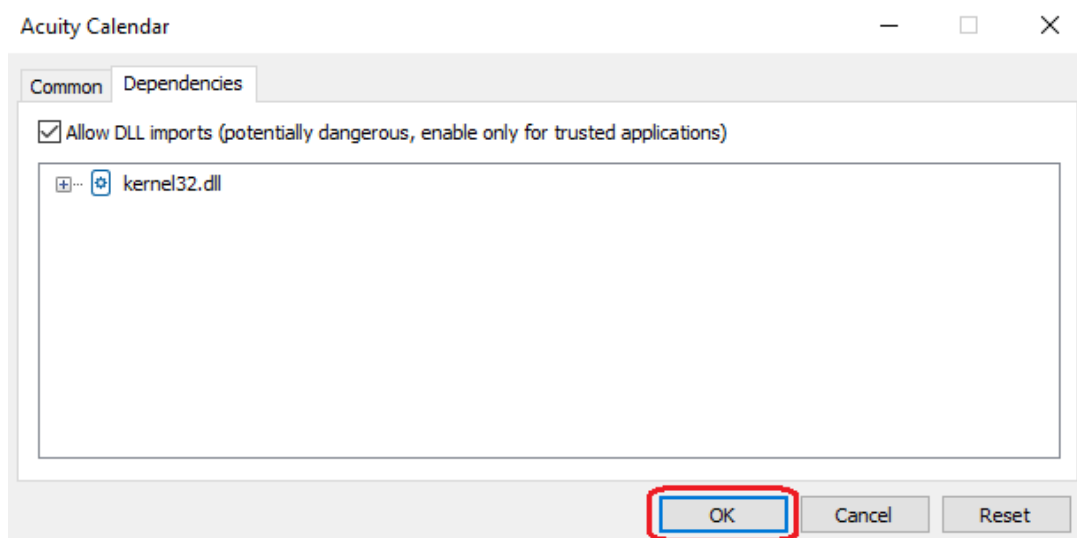 Acuity Calendar
Common Dependencies
Allow DLL imports (potentially dangerous, enable only for trusted applications)
kernel32.dll
OK Cancel Reset